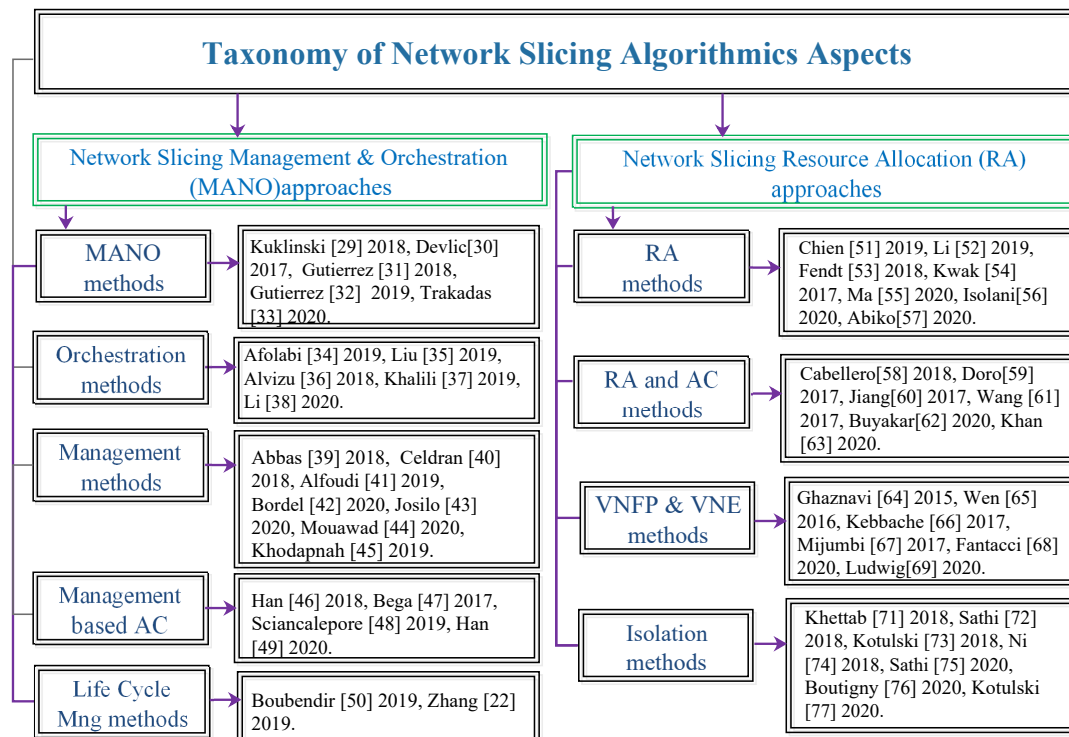 Taxonomy of Network Slicing Algorithmics Aspects
Network Slicing Management & Orchestration
(MANO)approaches
MANO
methods
Kuklinski [29] 2018, Devlic[30]
2017, Gutierrez [31] 2018,
Gutierrez [32] 2019, Trakadas
[33] 2020.
Orchestration
methods
Afolabi [34] 2019, Liu [35] 2019,
Alvizu [36] 2018, Khalili [37] 2019,
Li [38] 2020.
Management
methods
Abbas [39] 2018, Celdran [40]
2018, Alfoudi [41] 2019,
Bordel [42] 2020, Josilo [43]
2020, Mouawad [44] 2020,
Khodapnah [45] 2019.
Management
based AC
Han [46] 2018, Bega [47] 2017,
Sciancalepore [48] 2019, Han
[49] 2020.
Life Cycle
Mng methods
Boubendir [50] 2019, Zhang [22]
2019.
Network Slicing Resource Allocation (RA)
approaches
RA
methods
Chien [51] 2019, Li [52] 2019,
Fendt [53] 2018, Kwak [54]
2017, Ma [55] 2020, Isolani[56]
2020, Abiko[57] 2020.
RA and AC
methods
Cabellero[58] 2018, Doro[59]
2017, Jiang[60] 2017, Wang [61]
2017, Buyakar[62] 2020, Khan
[63] 2020.
VNFP & VNE
methods
Ghaznavi [64] 2015, Wen [65]
2016, Kebbache [66] 2017,
Mijumbi [67] 2017, Fantacci [68]
2020, Ludwig[69] 2020.
Isolation
methods
Khettab [71] 2018, Sathi [72]
2018, Kotulski [73] 2018, Ni
[74] 2018, Sathi [75] 2020,
Boutigny [76] 2020, Kotulski
[77] 2020.